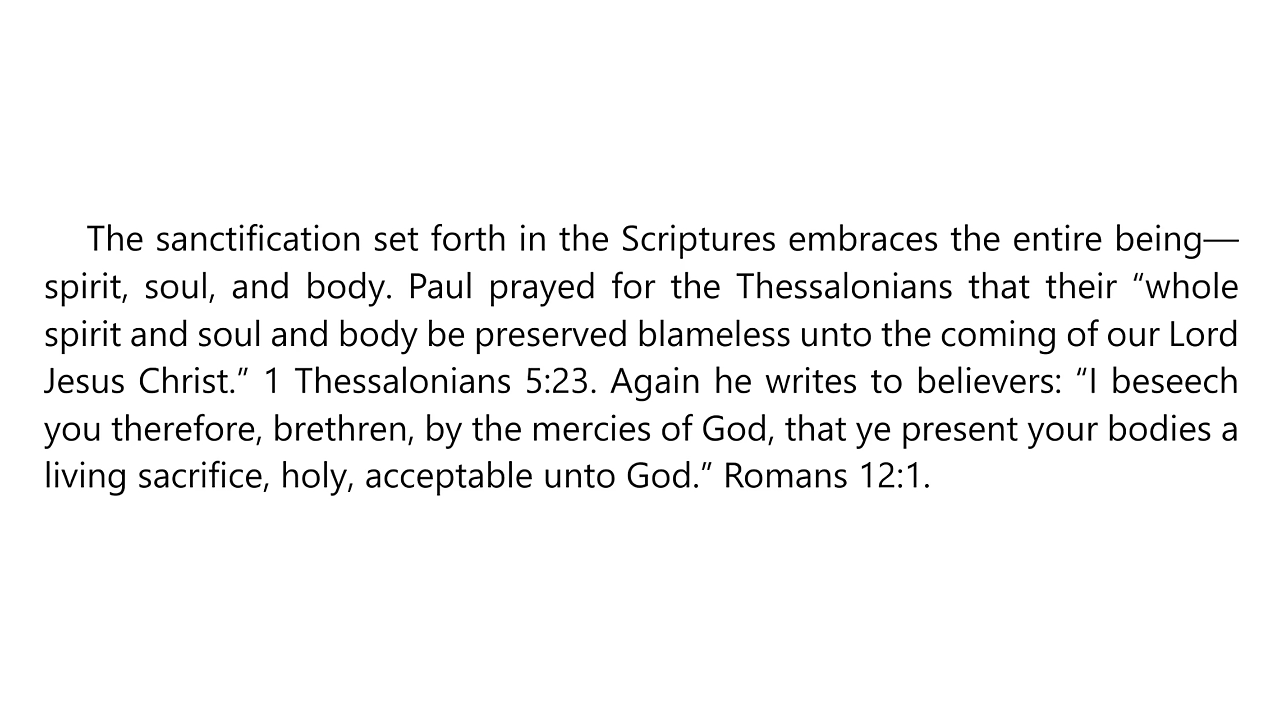 The sanctification set forth in the Scriptures embraces the entire being—
spirit, soul, and body. Paul prayed for the Thessalonians that their “whole
spirit and soul and body be preserved blameless unto the coming of our Lord
Jesus Christ.” 1 Thessalonians 5:23. Again he writes to believers: “I beseech
you therefore, brethren, by the mercies of God, that ye present your bodies a
living sacrifice, holy, acceptable unto God.” Romans 12:1.